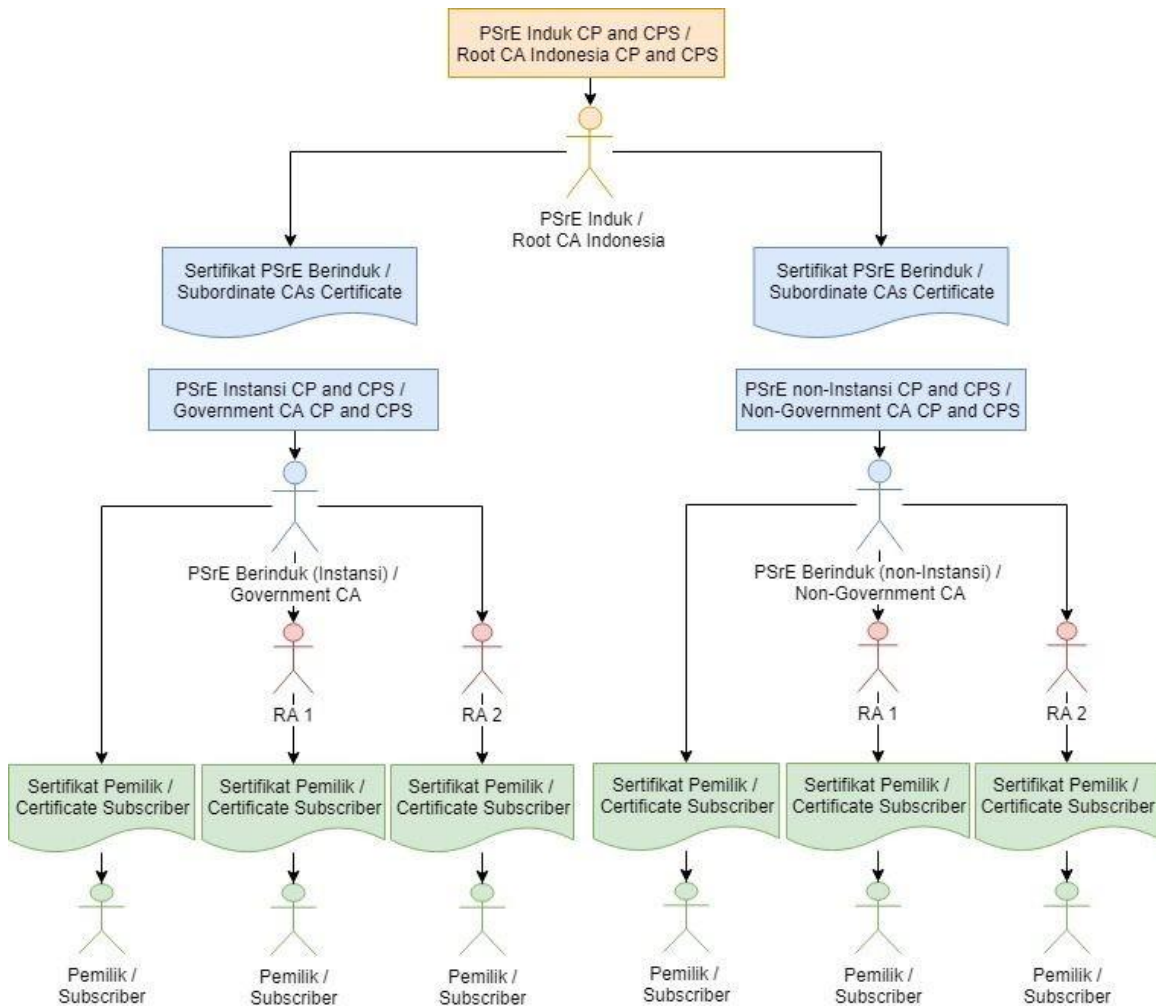 PSrE Induk CP and CPS /
Root CA Indonesia CP and CPS
PSrE Induk /
Root CA Indonesia
Sertifikat PSrE Berinduk /
Subordinate CAs Certificate
Sertifikat PSrE Berinduk /
Subordinate CAs Certificate
PSrE Instansi CP and CPS /
Government CA CP and CPS
PSrE non-Instansi CP and CPS /
Non-Government CA CP and CPS
PSrE Berinduk (Instansi) /
Government CA
PSrE Berinduk (non-Instansi) /
Non-Government CA
RA 1
RA 2
RA 1
RA 2
Sertifikat Pemilik /
Certificate Subscriber
Sertifikat Pemilik /
Certificate Subscriber
Sertifikat Pemilik /
Certificate Subscriber
Sertifikat Pemilik /
Certificate Subscriber
Sertifikat Pemilik /
Certificate Subscriber
Sertifikat Pemilik /
Certificate Subscriber
Pemilik /
Subscriber
Pemilik /
Subscriber
Pemilik /
Subscriber
Pemilik /
Subscriber
Pemilik /
Subscriber
Pemilik /
Subscriber